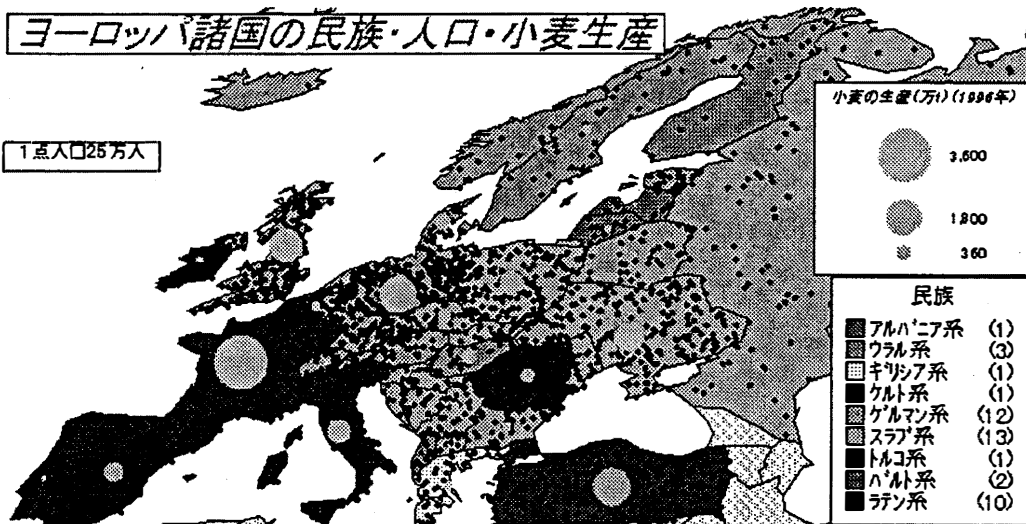 ヨーロッパ諸国の民族・人口・小麦生産
1点人口25万人
小麦の生産(万t)(1996年)
3,600
1,800
360
民族
アルバニア系 (1)
ウラル系 (3)
ギリシア系 (1)
ケルト系 (1)
ゲルマン系 (12)
スラブ系 (13)
トルコ系 (1)
バルト系 (2)
ラテン系 (10)